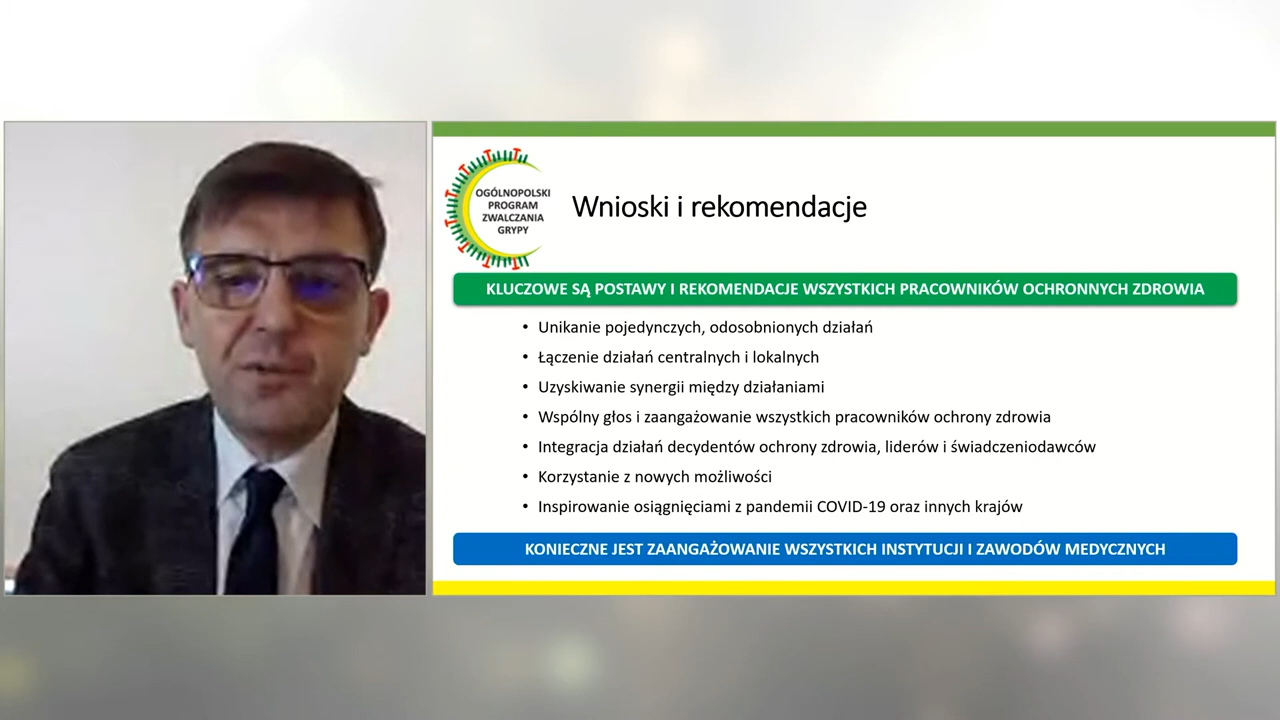 OGÓLNOPOLSKI
PROGRAM
ZWALCZANIA
GRYPY
Wnioski i rekomendacje
KLUCZOWE SĄ POSTAWY I REKOMENDACJE WSZYSTKICH PRACOWNIKÓW OCHRONNYCH ZDROWIA
• Unikanie pojedynczych, odosobnionych działań
• Łączenie działań centralnych i lokalnych
• Uzyskiwanie synergii między działaniami
• Wspólny głos i zaangażowanie wszystkich pracowników ochrony zdrowia
• Integracja działań decydentów ochrony zdrowia, liderów i świadczeniodawców
• Korzystanie z nowych możliwości
• Inspirowanie osiągnięciami z pandemii COVID-19 oraz innych krajów
KONIECZNE JEST ZAANGAŻOWANIE WSZYSTKICH INSTYTUCJI I ZAWODÓW MEDYCZNYCH